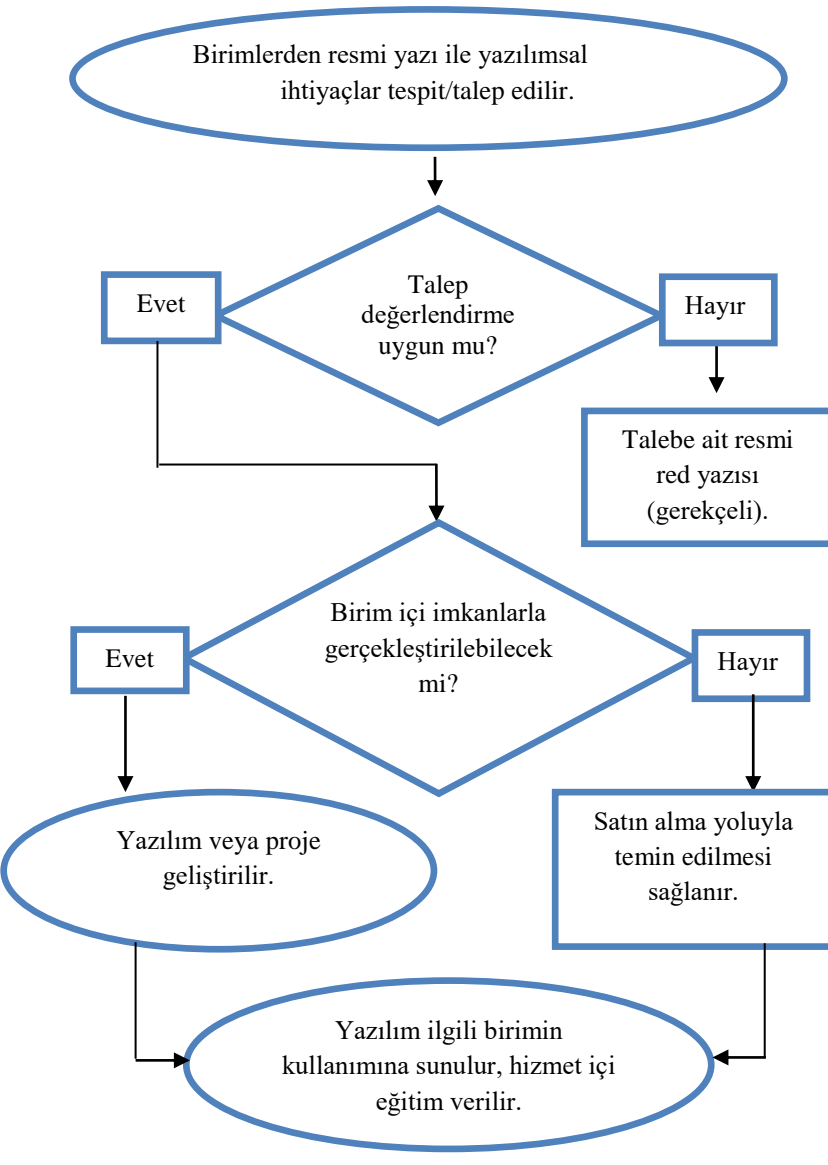 Birimlerden resmi yazı ile yazılımsal
ihtiyaçlar tespit/talep edilir.
Evet
Talep
değerlendirme
uygun mu?
Hayır
Talebe ait resmi
red yazısı
(gerekçeli).
Birim içi imkanlarla
gerçekleştirilebilecek
mi?
Evet
Hayır
Yazılım veya proje
geliştirilir.
Satın alma yoluyla
temin edilmesi
sağlanır.
Yazılım ilgili birimin
kullanımına sunulur, hizmet içi
eğitim verilir.